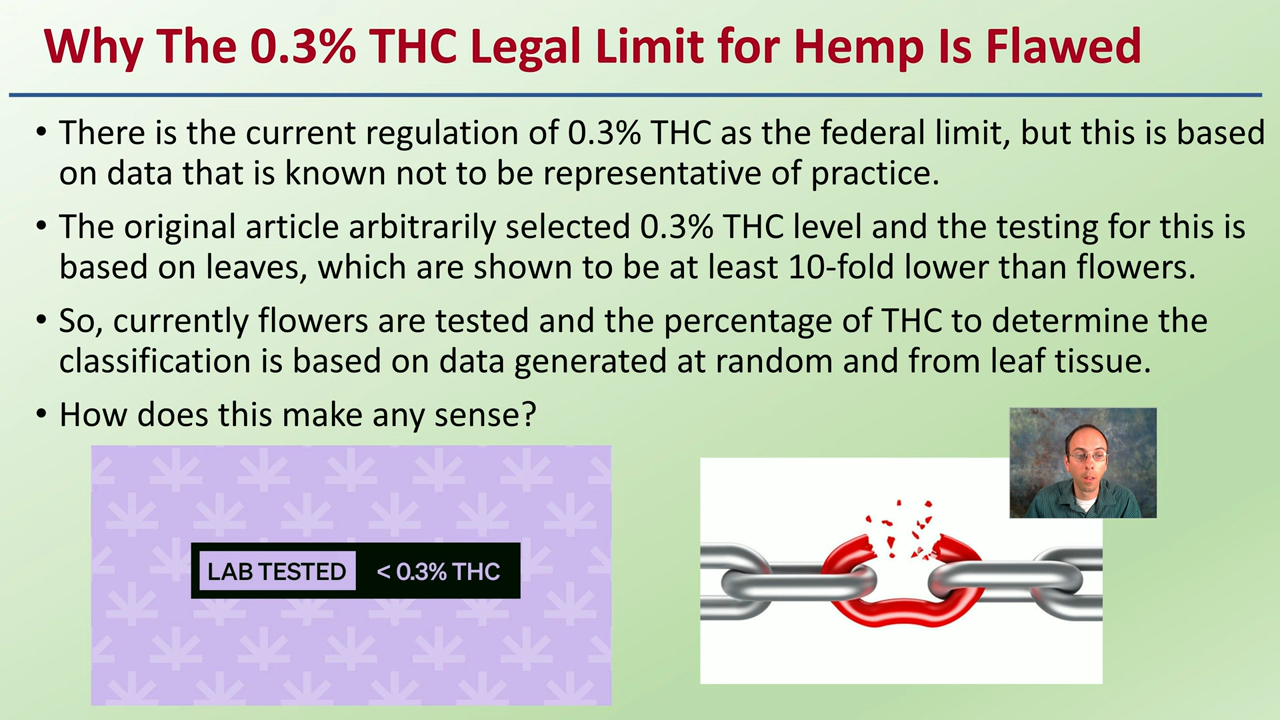 Why The 0.3% THC Legal Limit for Hemp Is Flawed
• There is the current regulation of 0.3% THC as the federal limit, but this is based
on data that is known not to be representative of practice.
• The original article arbitrarily selected 0.3% THC level and the testing for this is
based on leaves, which are shown to be at least 10-fold lower than flowers.
• So, currently flowers are tested and the percentage of THC to determine the
classification is based on data generated at random and from leaf tissue.
• How does this make any sense?
LAB TESTED < 0.3% THC